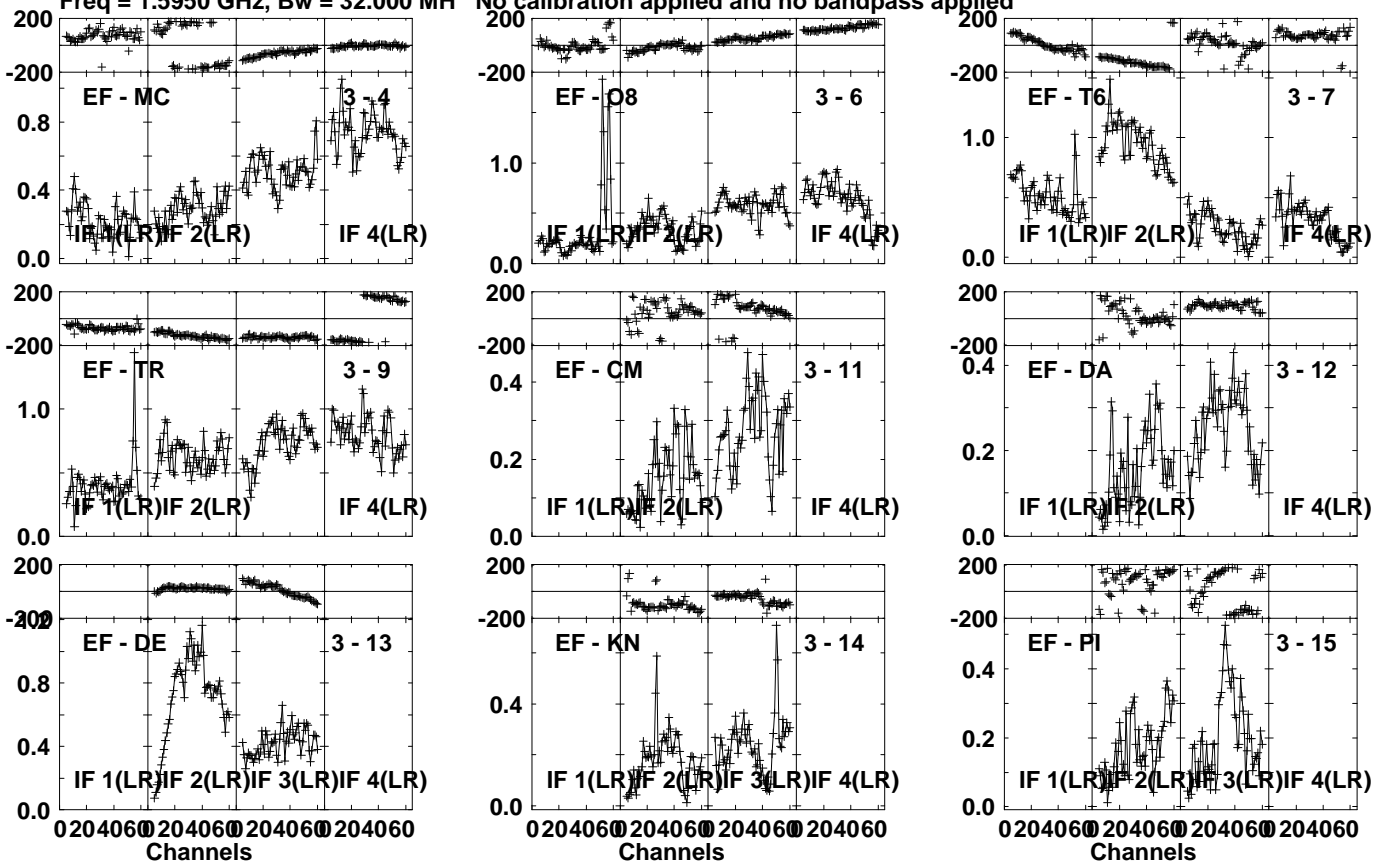 Freq = 1.5950 GHz, Bw = 32.000 MH No calibration applied and no bandpass applied
200
-200
EF - MC
3 - 4
0.8
0.4
0.0
IF 1(LR)
IF 2(LR)
IF 4(LR)
200
-200
EF - O8
3 - 6
1.0
0.0
IF 1(LR)
IF 2(LR)
IF 4(LR)
200
-200
EF - T6
3 - 7
1.0
0.0
IF 1(LR)
IF 2(LR)
IF 4(LR)
200
-200
EF - TR
3 - 9
1.0
0.0
IF 1(LR)
IF 2(LR)
IF 4(LR)
200
-200
EF - CM
3 - 11
0.4
0.2
0.0
IF 1(LR)
IF 2(LR)
IF 4(LR)
200
-200
EF - DA
3 - 12
0.4
0.2
0.0
IF 1(LR)
IF 2(LR)
IF 4(LR)
200
-200
1.2
EF - DE
3 - 13
0.8
0.4
0.0
IF 1(LR)
IF 2(LR)
IF 3(LR)
IF 4(LR)
0 20 40 60 0 20 40 60 0 20 40 60 0 20 40 60
Channels
200
-200
EF - KN
3 - 14
0.4
0.0
IF 1(LR)
IF 2(LR)
IF 3(LR)
IF 4(LR)
0 20 40 60 0 20 40 60 0 20 40 60 0 20 40 60
Channels
200
-200
EF - PI
3 - 15
0.4
0.2
0.0
IF 1(LR)
IF 2(LR)
IF 3(LR)
IF 4(LR)
0 20 40 60 0 20 40 60 0 20 40 60 0 20 40 60
Channels